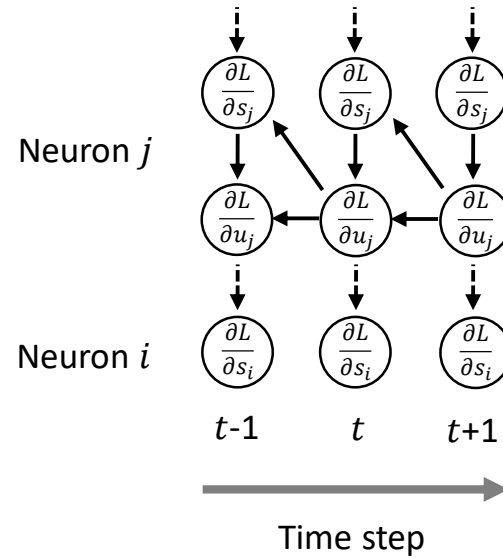 ∂L/∂s_j ∂L/∂s_j ∂L/∂s_j
Neuron j
∂L/∂u_j ∂L/∂u_j ∂L/∂u_j
Neuron i ∂L/∂s_i ∂L/∂s_i ∂L/∂s_i
t-1 t t+1
Time step